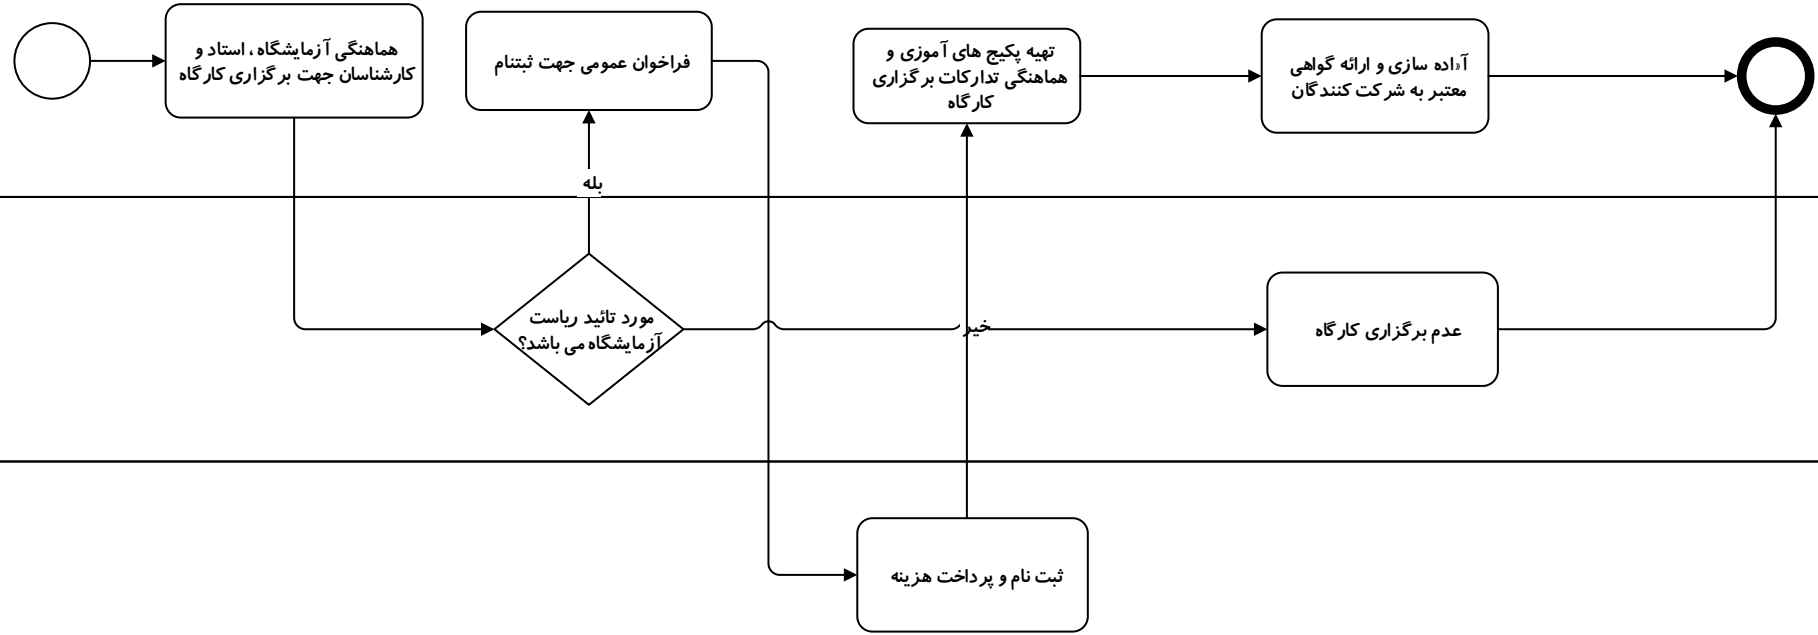 هماهنگی آزمایشگاه ، استاد و
کارشناسان جهت برگزاری کارگاه
فراخوان عمومی جهت ثبتنام
تهیه پکیج های آموزی و
هماهنگی تدارکات برگزاری
کارگاه
آداده سازی و ارائه گواهی
معتبر به شرکت کنندگان
بله
مورد تائید ریاست
آزمایشگاه می باشد؟
خیر
عدم برگزاری کارگاه
ثبت نام و پرداخت هزینه